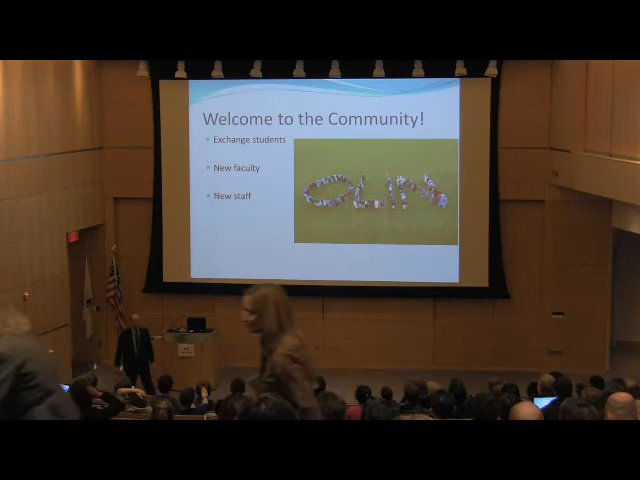 Welcome to the Community!
Exchange students
New faculty
New staff
OLIN